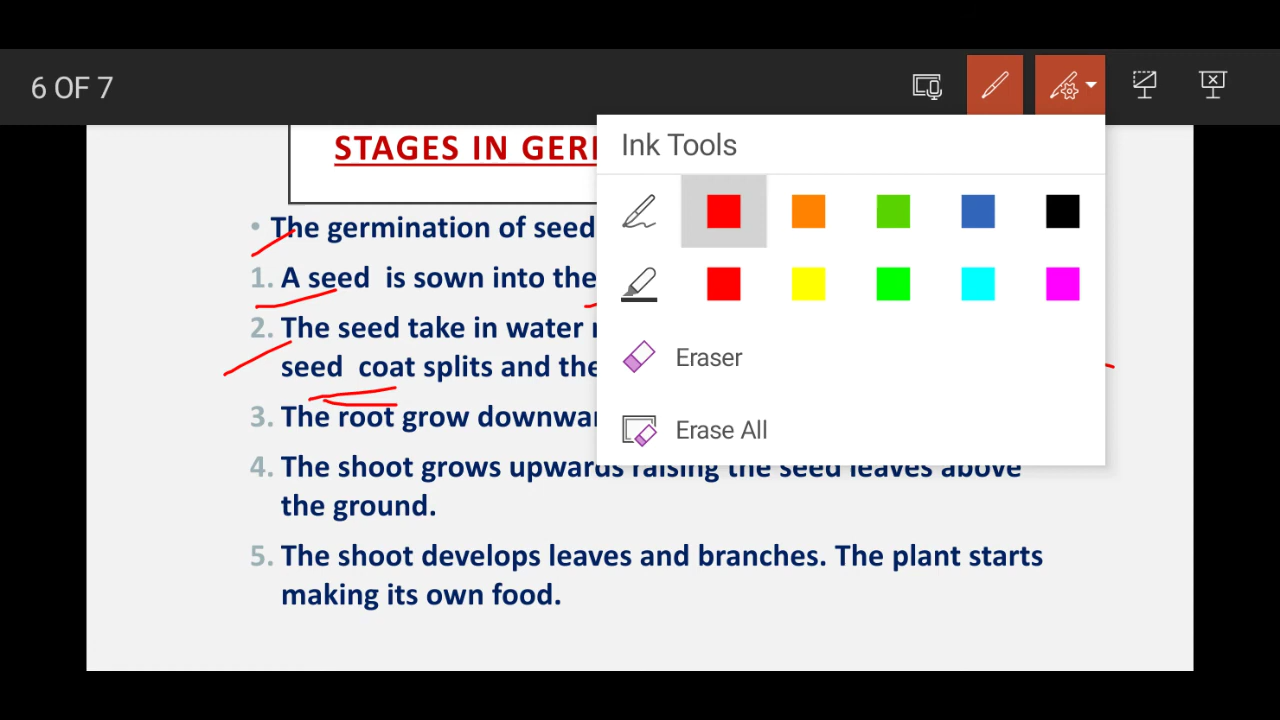 6 OF 7
Ink Tools
STAGES IN
The germination of seed
1. A seed is sown into the
2. The seed take in water
seed coat splits and the
Eraser
3. The root grow
Erase All
4. The shoot grows upwards raising the seed leaves above
the ground.
5. The shoot develops leaves and branches. The plant starts
making its own food.